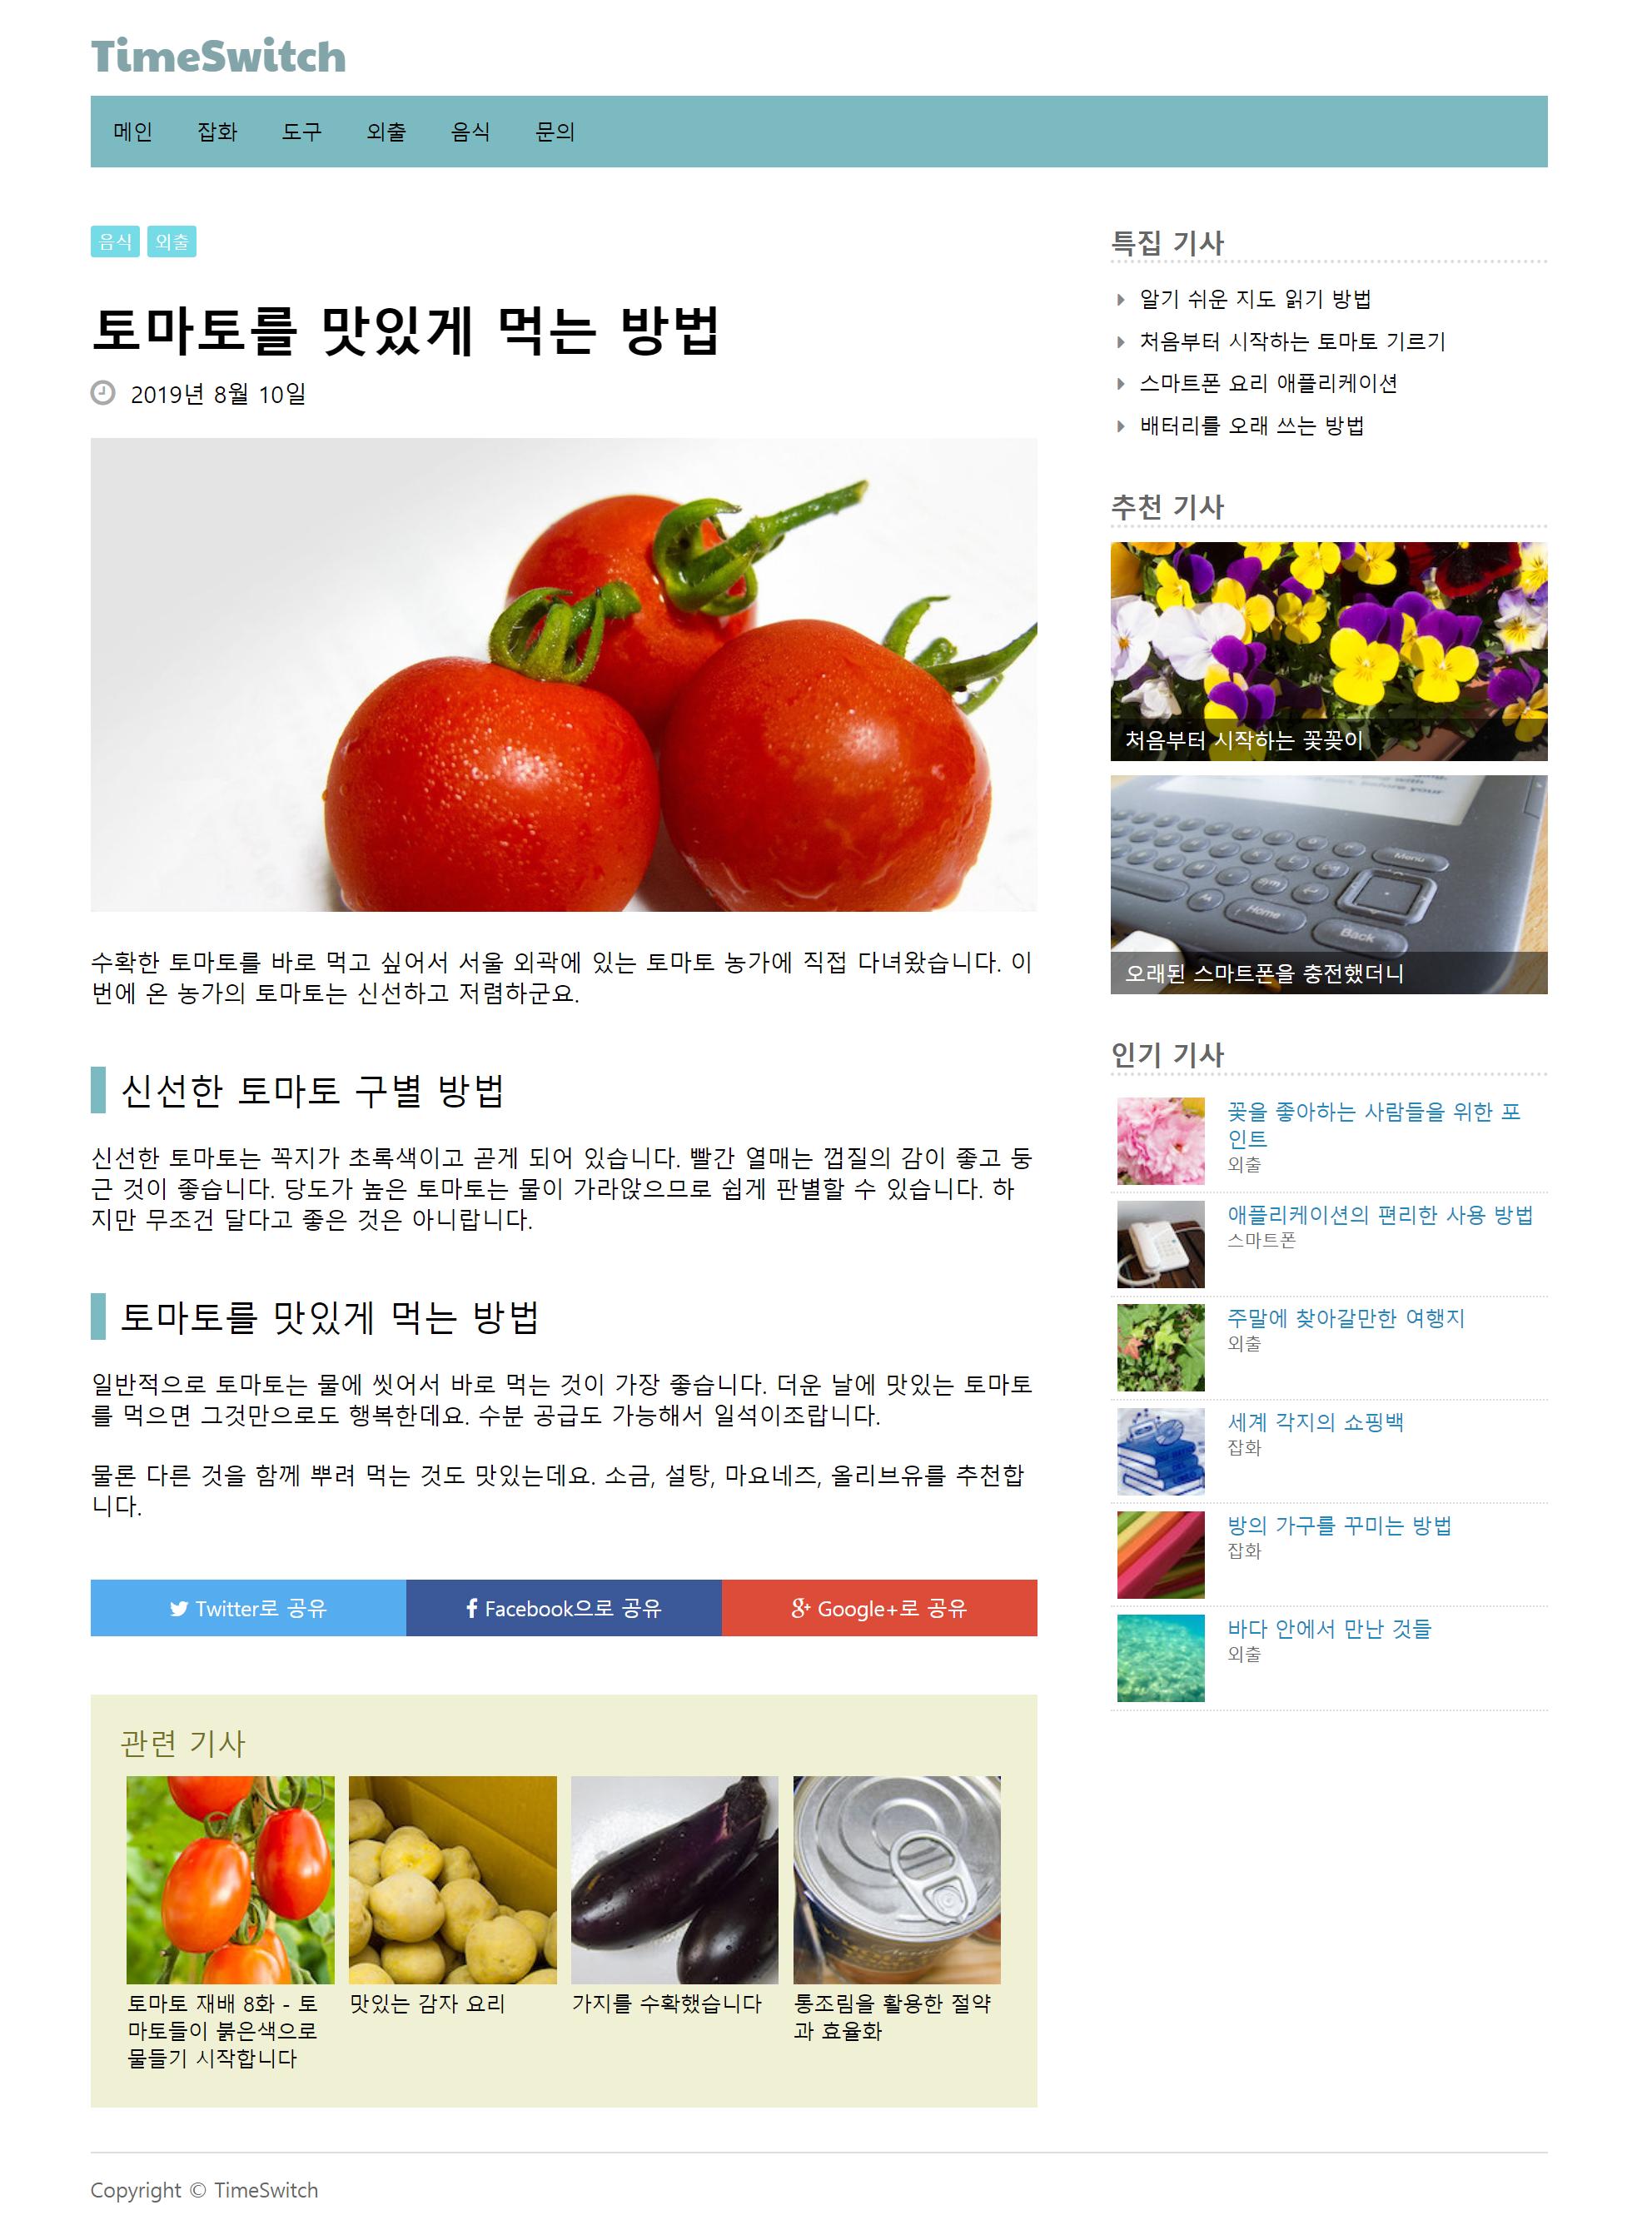 TimeSwitch
메인 잡화 도구 외출 음식 문의
음식 외출
토마토를 맛있게 먹는 방법
2019년 8월 10일
수확한 토마토를 바로 먹고 싶어서 서울 외곽에 있는 토마토 농가에 직접 다녀왔습니다. 이
번에 온 농가의 토마토는 신선하고 저렴하군요.
신선한 토마토 구별 방법
신선한 토마토는 꼭지가 초록색이고 곧게 되어 있습니다. 빨간 열매는 껍질의 감이 좋고 둥
근 것이 좋습니다. 당도가 높은 토마토는 물이 가라앉으므로 쉽게 판별할 수 있습니다. 하
지만 무조건 달다고 좋은 것은 아니랍니다.
토마토를 맛있게 먹는 방법
일반적으로 토마토는 물에 씻어서 바로 먹는 것이 가장 좋습니다. 더운 날에 맛있는 토마토
를 먹으면 그것만으로도 행복한데요. 수분 공급도 가능해서 일석이조랍니다.
물론 다른 것을 함께 뿌려 먹는 것도 맛있는데요. 소금, 설탕, 마요네즈, 올리브유를 추천합
니다.
Twitter로 공유
Facebook으로 공유
Google+로 공유
관련 기사
토마토 재배 8화 - 토
마토들이 붉은색으로
물들기 시작합니다
맛있는 감자 요리
가지를 수확했습니다
통조림을 활용한 절약
과 효율화
특집 기사
알기 쉬운 지도 읽기 방법
처음부터 시작하는 토마토 기르기
스마트폰 요리 애플리케이션
배터리를 오래 쓰는 방법
추천 기사
처음부터 시작하는 꽃꽂이
Menu
Home
Back
오래된 스마트폰을 충전했더니
인기 기사
꽃을 좋아하는 사람들을 위한 포
인트
외출
애플리케이션의 편리한 사용 방법
스마트폰
주말에 찾아갈만한 여행지
외출
세계 각지의 쇼핑백
잡화
방의 가구를 꾸미는 방법
잡화
바다 안에서 만난 것들
외출
Copyright © TimeSwitch